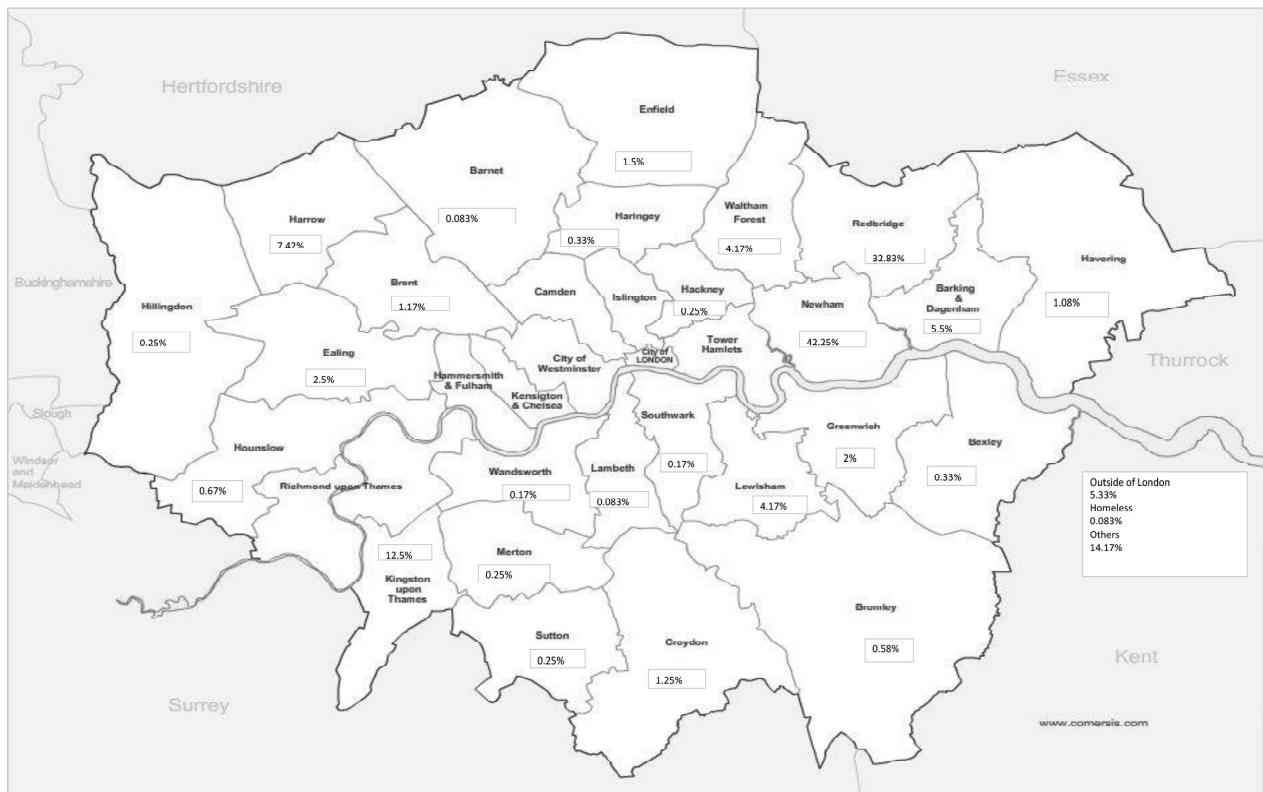 Hertfordshire
Essex
Enfield
1.5%
Barnet
0.083%
Harrow
7.42%
Haringey
0.33%
Waltham
Forest
4.17%
Redbridge
32.83%
Havering
1.08%
Buckinghamshire
Hillingdon
0.25%
Brent
1.17%
Camden
Islington
Hackney
0.25%
Newham
42.25%
Barking
&
Dagenham
5.5%
Ealing
2.5%
Hammersmith
& Fulham
City of
Westminster
Kensigton
& Chelsea
City of
LONDON
Tower
Hamlets
Thurrock
Slough
Windsor
and
Maidenhead
Hounslow
0.67%
Richmond upon Thames
Wandsworth
0.17%
Lambeth
0.083%
Southwark
0.17%
Lewisham
4.17%
Greenwish
2%
Bexley
0.33%
Outside of London
5.33%
Homeless
0.083%
Others
14.17%
12.5%
Kingston
upon
Thames
Merton
0.25%
Sutton
0.25%
Croydon
1.25%
Bromley
0.58%
Surrey
Kent
www.comersis.com